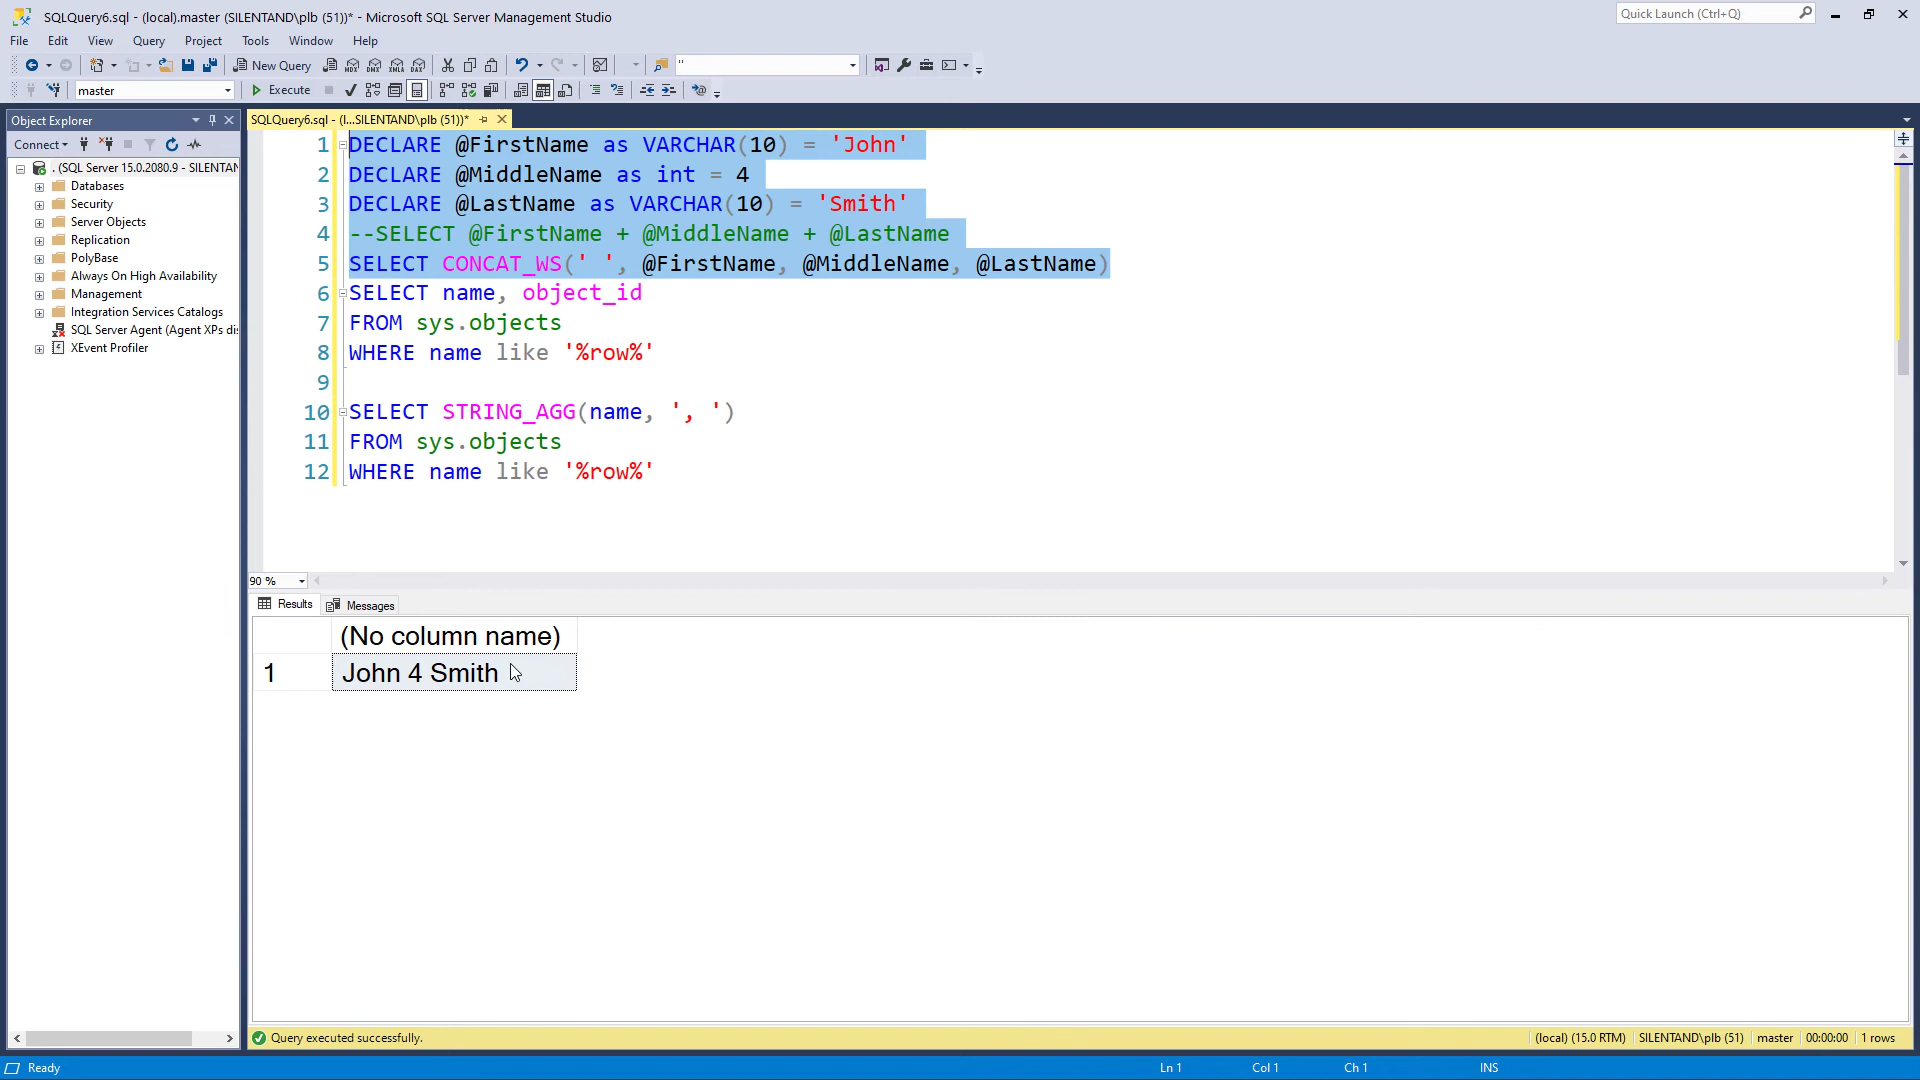 SQLQuery6.sql - (local).master (SILENTAND\plb (51))* - Microsoft SQL Server Management Studio
Quick Launch (Ctrl+Q)
File Edit View Query Project Tools Window Help
New Query
MDX DMX XMLA DAX
''
master
Execute
Object Explorer
SQLQuery6.sql - (l...SILENTAND\plb (51))*
Connect
. (SQL Server 15.0.2080.9 - SILENTAN
Databases
Security
Server Objects
Replication
PolyBase
Always On High Availability
Management
Integration Services Catalogs
SQL Server Agent (Agent XPs dis
XEvent Profiler
1 DECLARE @FirstName as VARCHAR(10) = 'John'
2 DECLARE @MiddleName as int = 4
3 DECLARE @LastName as VARCHAR(10) = 'Smith'
4 --SELECT @FirstName + @MiddleName + @LastName
5 SELECT CONCAT_WS(' ', @FirstName, @MiddleName, @LastName)
6 SELECT name, object_id
7 FROM sys.objects
8 WHERE name like '%row%'
9
10 SELECT STRING_AGG(name, ', ')
11 FROM sys.objects
12 WHERE name like '%row%'
90 %
Results Messages
(No column name)
1 John 4 Smith
Query executed successfully.
(local) (15.0 RTM) SILENTAND\plb (51) master 00:00:00 1 rows
Ready
Ln 1 Col 1 Ch 1 INS